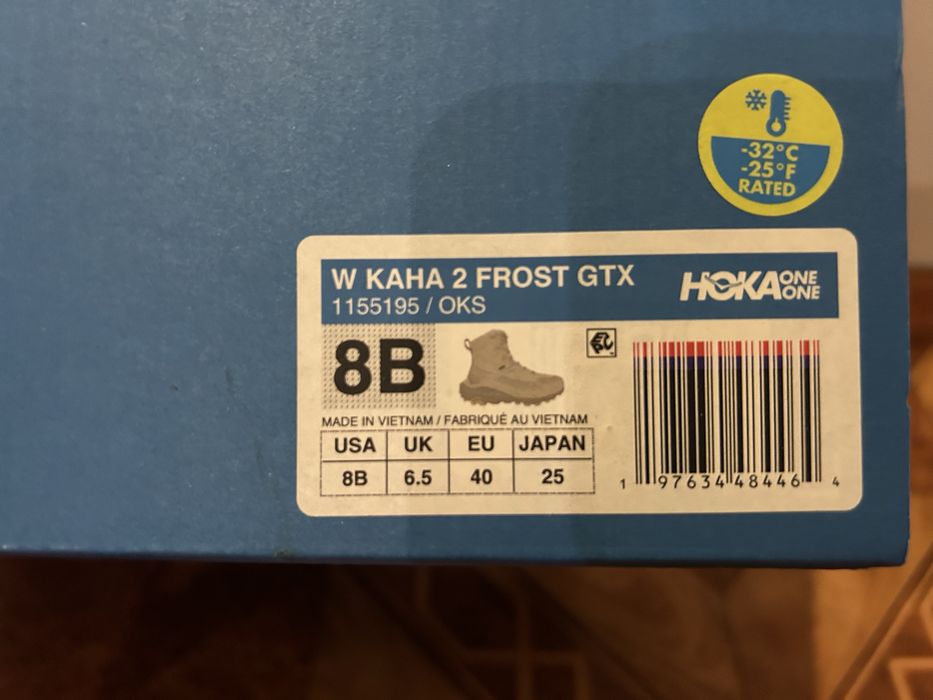 -32°C
-25°F
RATED
W KAHA 2 FROST GTX
1155195 / OKS
HOKA ONE ONE
8B
EPC
MADE IN VIETNAM / FABRIQUÉ AU VIETNAM
USA UK EU JAPAN
8B 6.5 40 25
1 97634 48446 4